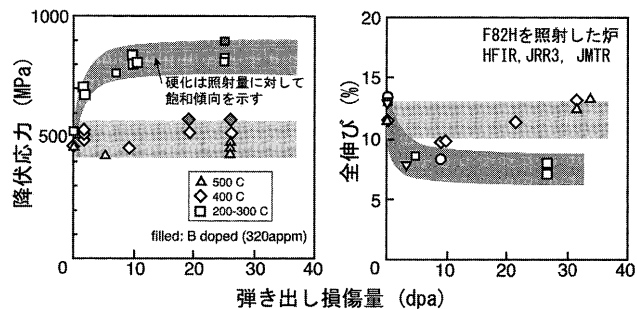 降伏応力 (MPa)
1000
500
0
硬化は照射量に対して
飽和傾向を示す
500 C
400 C
200-300 C
filled: B doped (320appm)
0 10 20 30 40
全伸び (%)
20
15
10
5
0
F82Hを照射した炉
HFIR, JRR3, JMTR
0 10 20 30 40
弾き出し損傷量 (dpa)